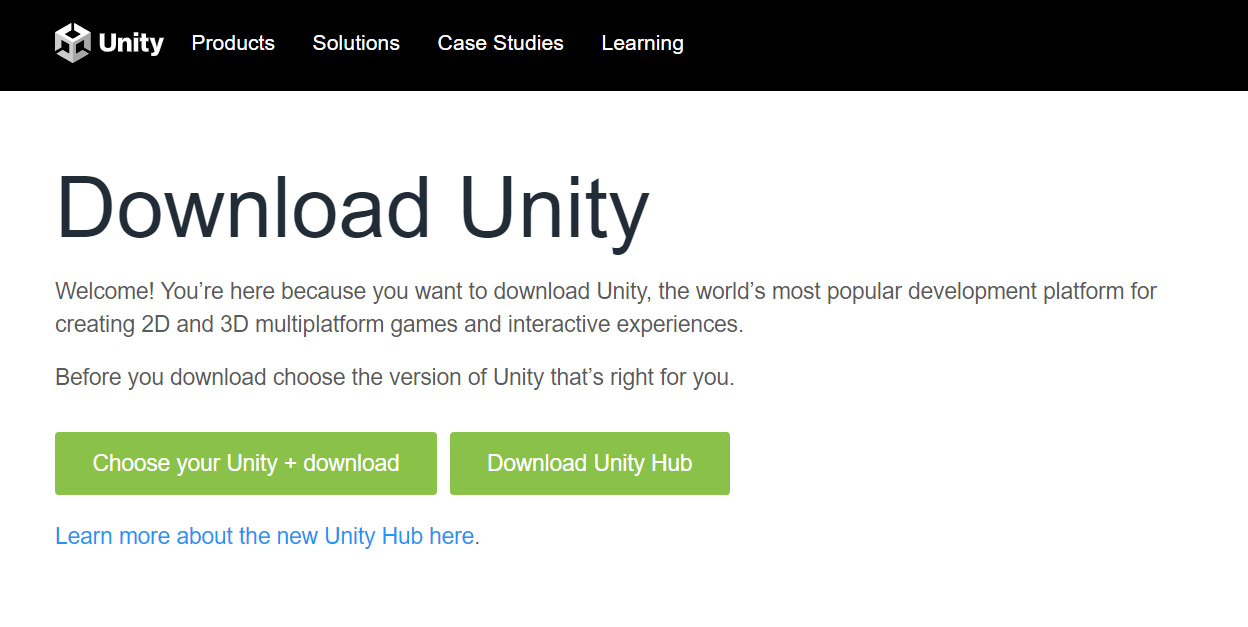 Unity Products Solutions Case Studies Learning
Download Unity
Welcome! You’re here because you want to download Unity, the world’s most popular development platform for
creating 2D and 3D multiplatform games and interactive experiences.
Before you download choose the version of Unity that’s right for you.
Choose your Unity + download Download Unity Hub
Learn more about the new Unity Hub here.